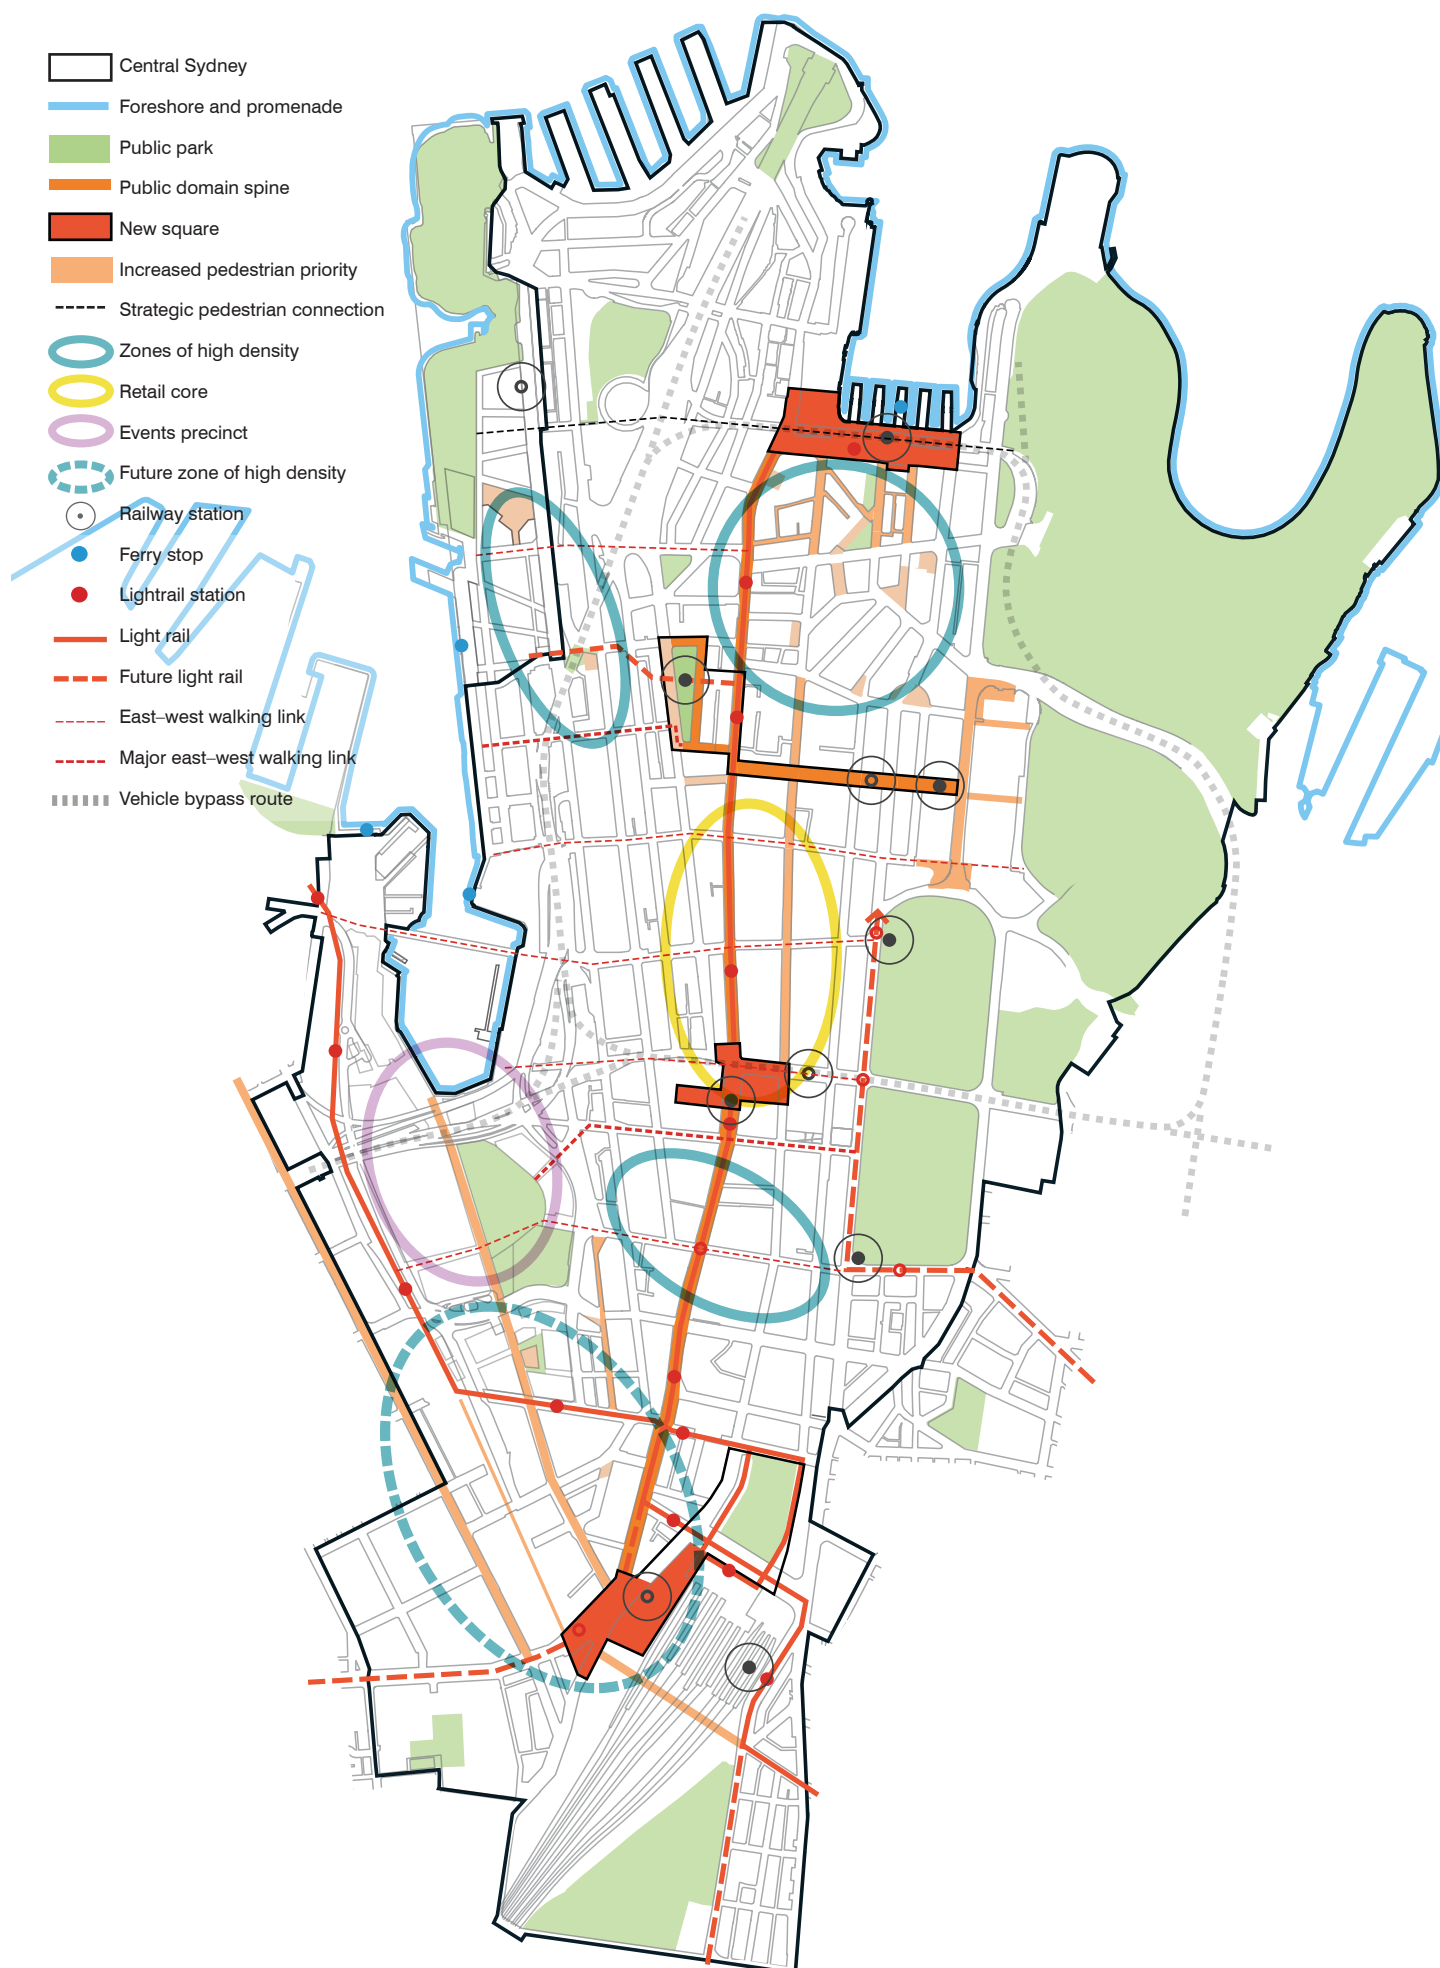 Central Sydney
Foreshore and promenade
Public park
Public domain spine
New square
Increased pedestrian priority
Strategic pedestrian connection
Zones of high density
Retail core
Events precinct
Future zone of high density
Railway station
Ferry stop
Lightrail station
Light rail
Future light rail
East–west walking link
Major east–west walking link
Vehicle bypass route